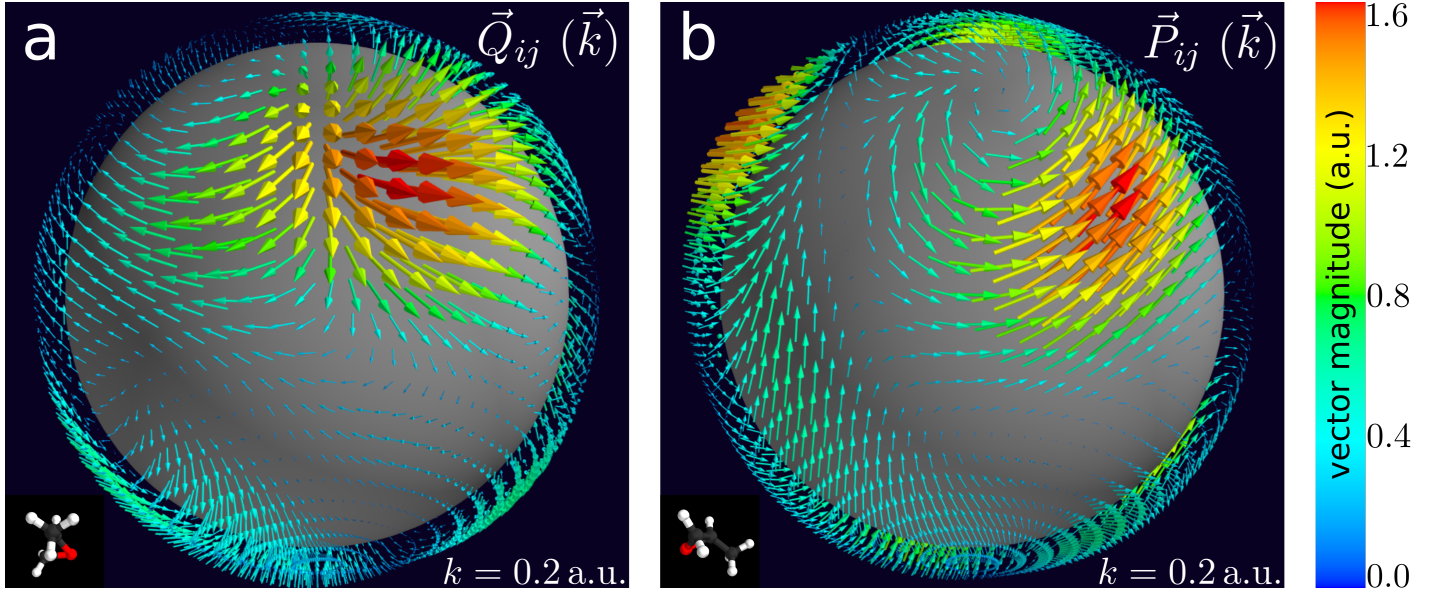 a
Q⃗ij (k⃗)
k = 0.2 a.u.
b
P⃗ij (k⃗)
k = 0.2 a.u.
1.6
1.2
0.8
0.4
0.0
vector magnitude (a.u.)